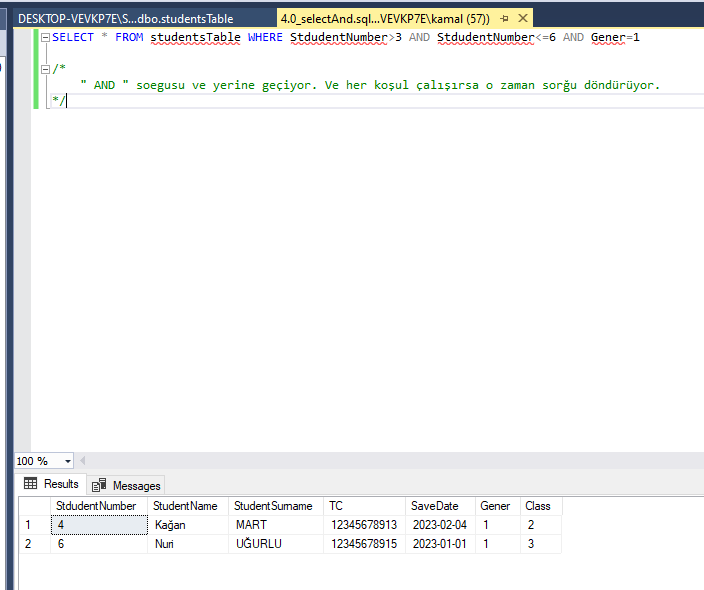 DESKTOP-VEVKP7E\S...dbo.studentsTable
4.0_selectAnd.sql...VEVKP7E\kamal (57))
SELECT * FROM studentsTable WHERE StdudentNumber>3 AND StdudentNumber<=6 AND Gener=1
/*
" AND " soegusu ve yerine geçiyor. Ve her koşul çalışırsa o zaman sorğu döndürüyor.
*/
100 %
Results Messages
StdudentNumber StudentName StudentSurname TC SaveDate Gener Class
1 4 Kağan MART 12345678913 2023-02-04 1 2
2 6 Nuri UĞURLU 12345678915 2023-01-01 1 3